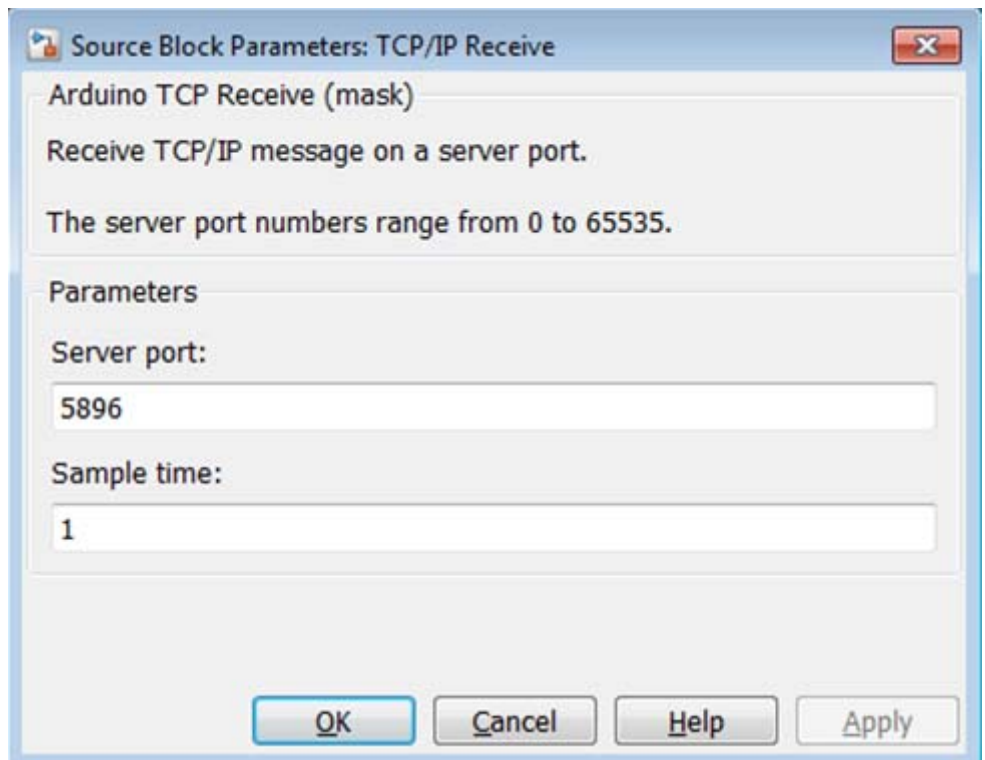 Source Block Parameters: TCP/IP Receive
Arduino TCP Receive (mask)
Receive TCP/IP message on a server port.
The server port numbers range from 0 to 65535.
Parameters
Server port:
5896
Sample time:
1
OK Cancel Help Apply